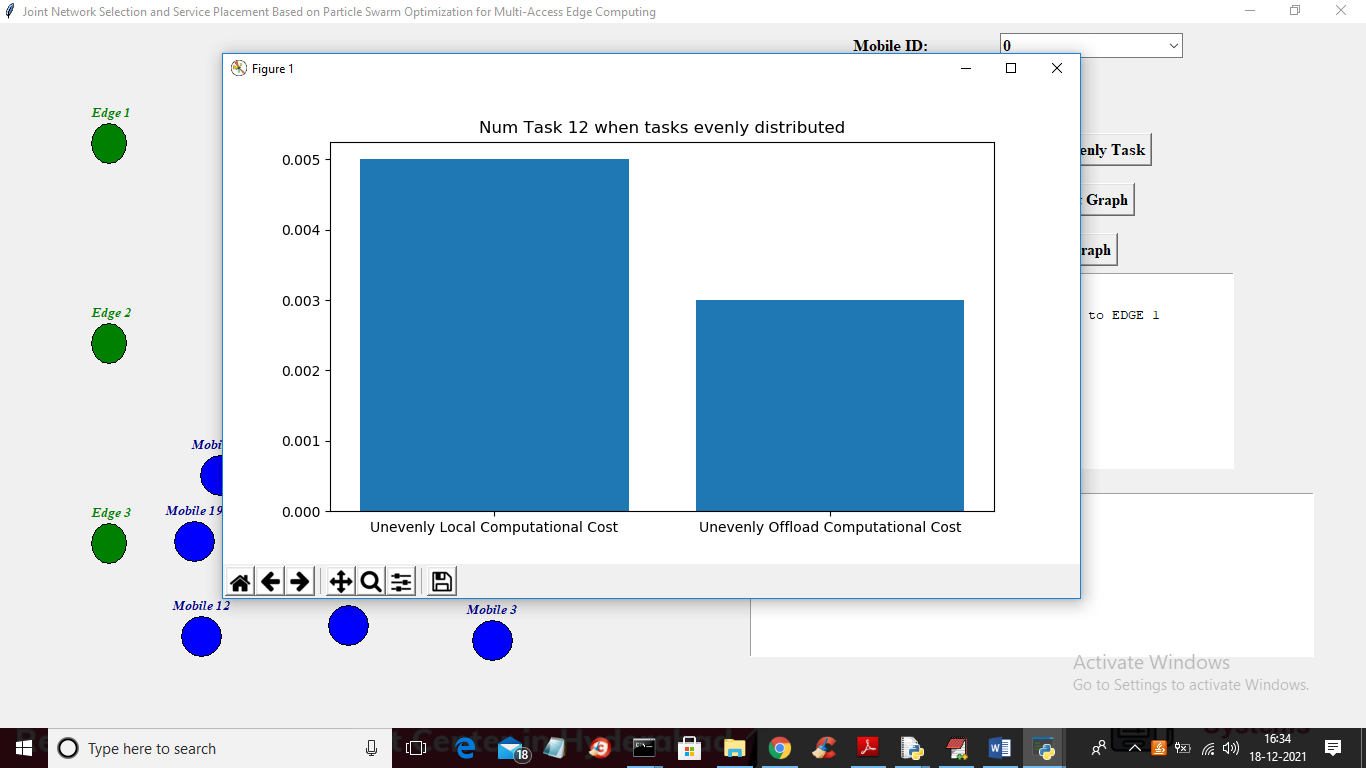 Joint Network Selection and Service Placement Based on Particle Swarm Optimization for Multi-Access Edge Computing
Mobile ID:
0
Figure 1
Edge 1
Num Task 12 when tasks evenly distributed
enly Task
Graph
raph
0.005
0.004
0.003
0.002
0.001
0.000
Unevenly Local Computational Cost
Unevenly Offload Computational Cost
to EDGE 1
Edge 2
Mobi
Edge 3
Mobile 19
Mobile 12
Mobile 3
Activate Windows
Go to Settings to activate Windows.
Type here to search
18
16:34
18-12-2021